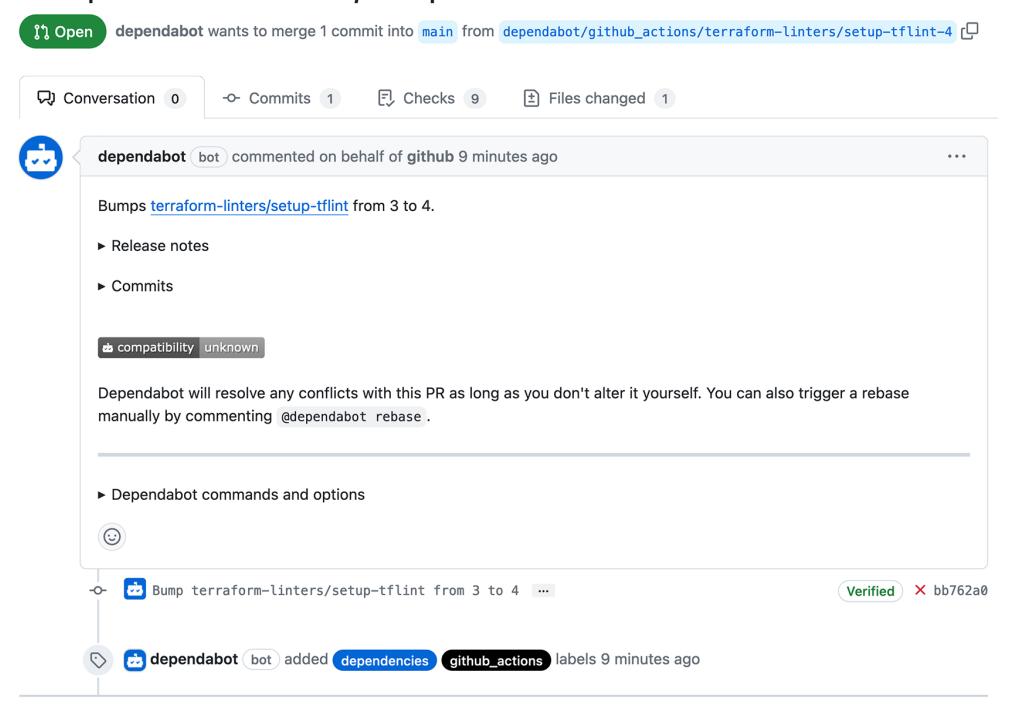 Open dependabot wants to merge 1 commit into main from dependabot/github_actions/terraform-linters/setup-tflint-4
Conversation 0 Commits 1 Checks 9 Files changed 1
dependabot bot commented on behalf of github 9 minutes ago
Bumps terraform-linters/setup-tflint from 3 to 4.
Release notes
Commits
compatibility unknown
Dependabot will resolve any conflicts with this PR as long as you don't alter it yourself. You can also trigger a rebase
manually by commenting @dependabot rebase .
Dependabot commands and options
Bump terraform-linters/setup-tflint from 3 to 4 ... Verified bb762a0
dependabot bot added dependencies github_actions labels 9 minutes ago